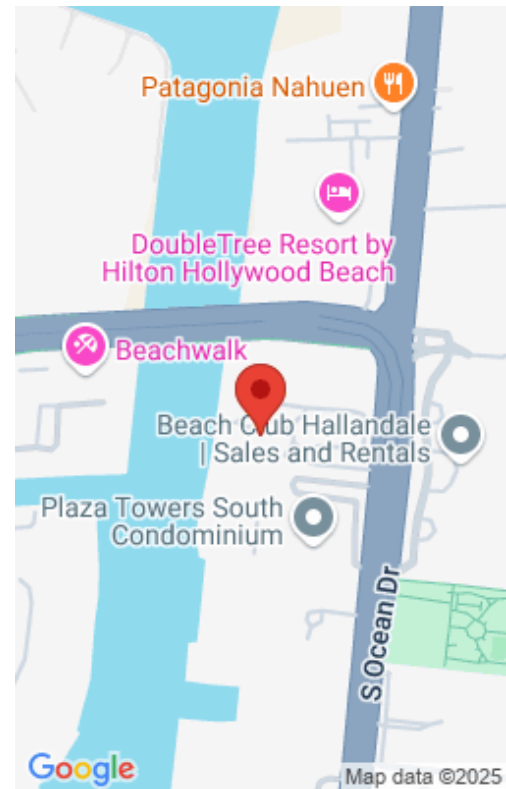 Patagonia Nahuen
DoubleTree Resort by
Hilton Hollywood Beach
Beachwalk
Beach Club Hallandale
| Sales and Rentals
Plaza Towers South
Condominium
S Ocean Dr
Google
Map data ©2025